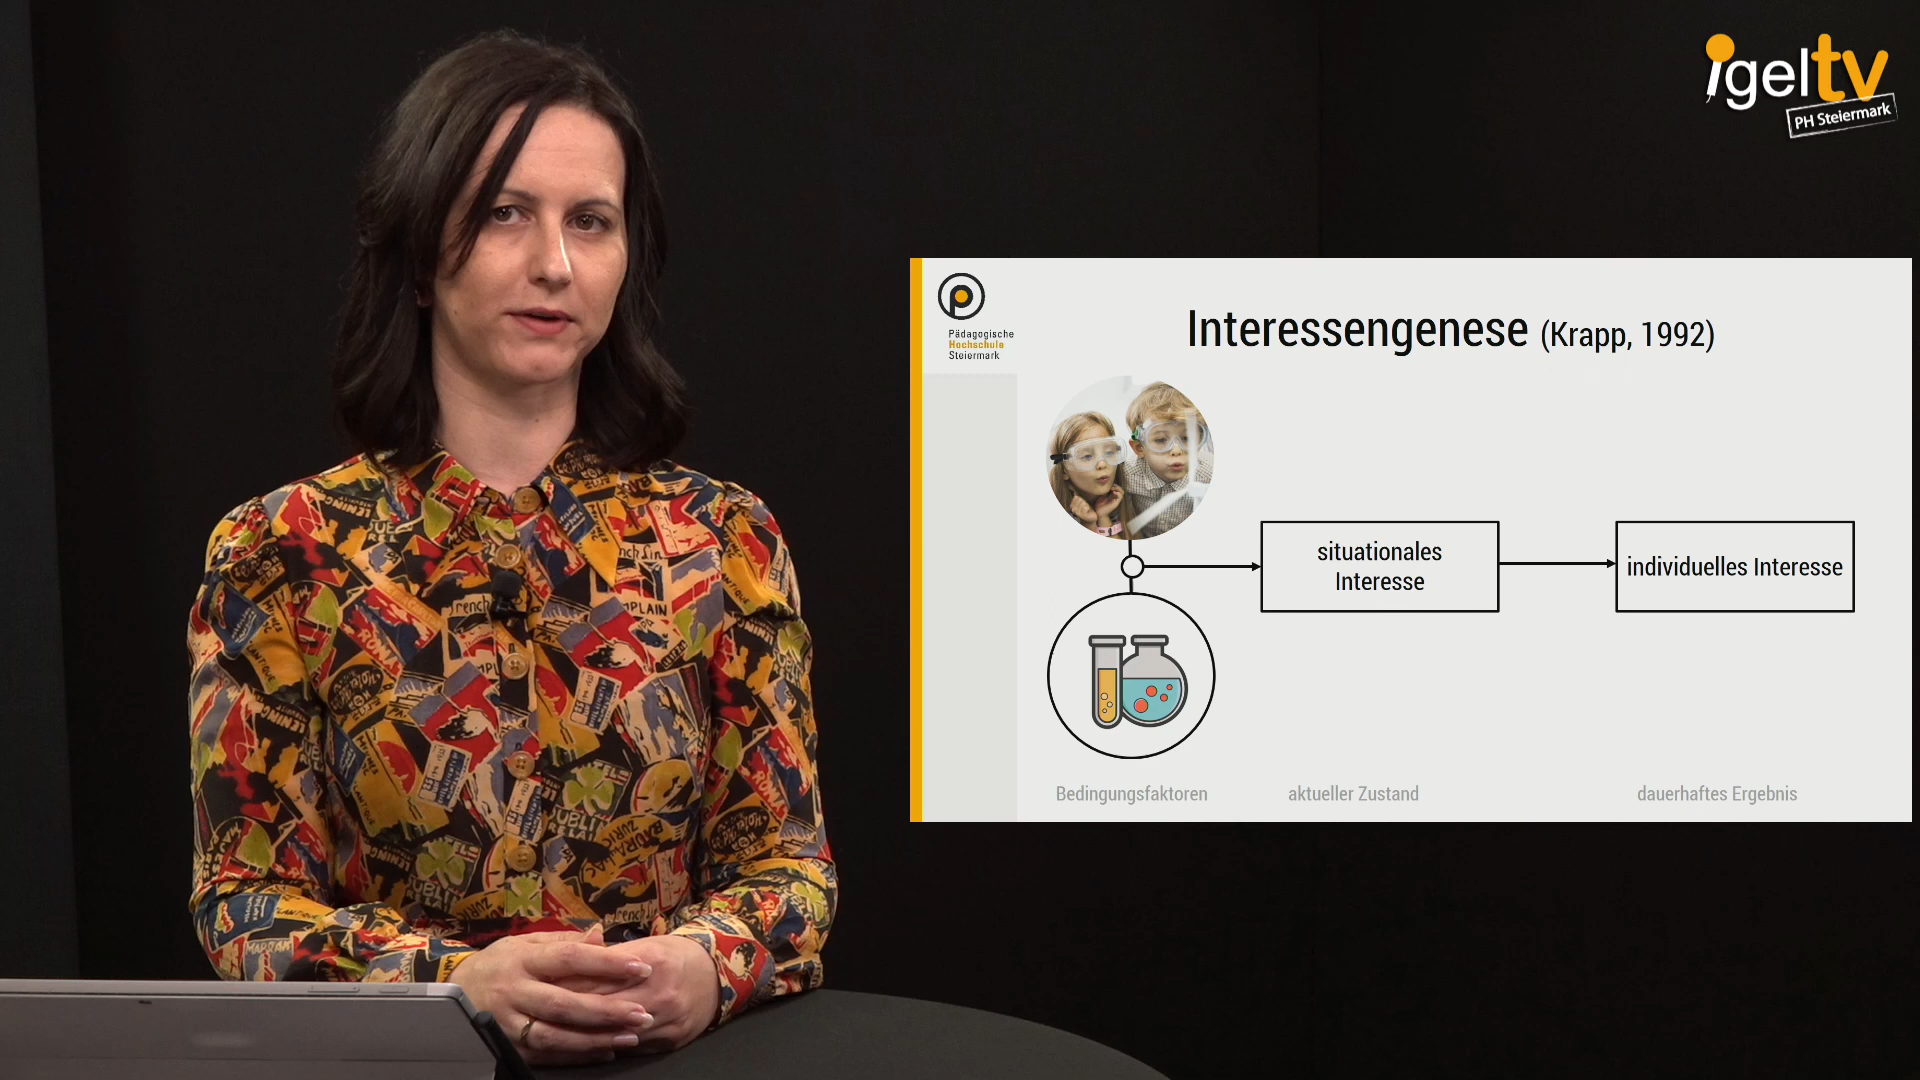 igeltv
PH Steiermark
Pädagogische
Hochschule
Steiermark
Interessengenese (Krapp, 1992)
situationales
Interesse
individuelles Interesse
Bedingungsfaktoren
aktueller Zustand
dauerhaftes Ergebnis